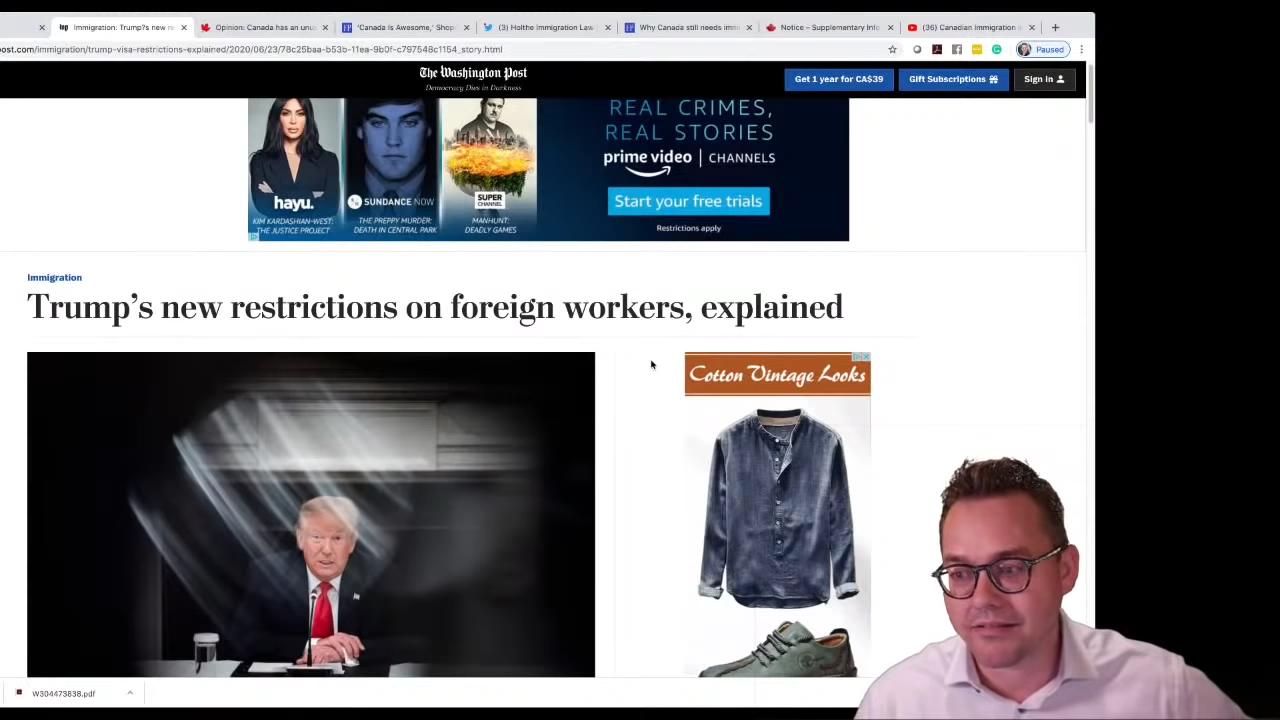 Immigration: Trump?s new re
Opinion: Canada has an unu
'Canada Is Awesome,' Shop
(3) Holthe Immigration Law
Why Canada still needs immi
Notice – Supplementary Info
(36) Canadian Immigration
post.com/immigration/trump-visa-restrictions-explained/2020/06/23/78c25baa-b53b-11ea-9b0f-c797548c1154_story.html
Paused
The Washington Post
Democracy Dies in Darkness
Get 1 year for CA$39
Gift Subscriptions
Sign in
REAL CRIMES,
REAL STORIES
prime video | CHANNELS
Start your free trials
Restrictions apply
hayu.
KIM KARDASHIAN-WEST:
THE JUSTICE PROJECT
SUNDANCE NOW
THE PREPPY MURDER:
DEATH IN CENTRAL PARK
SUPER
CHANNEL
MANHUNT:
DEADLY GAMES
Immigration
Trump's new restrictions on foreign workers, explained
Cotton Vintage Looks
W304473838.pdf